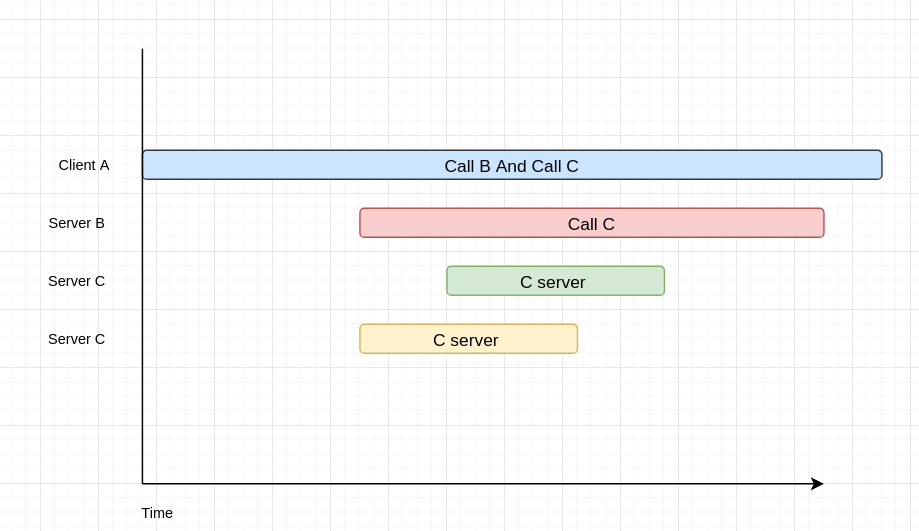 Client A
Call B And Call C
Server B
Call C
Server C
C server
Server C
C server
Time